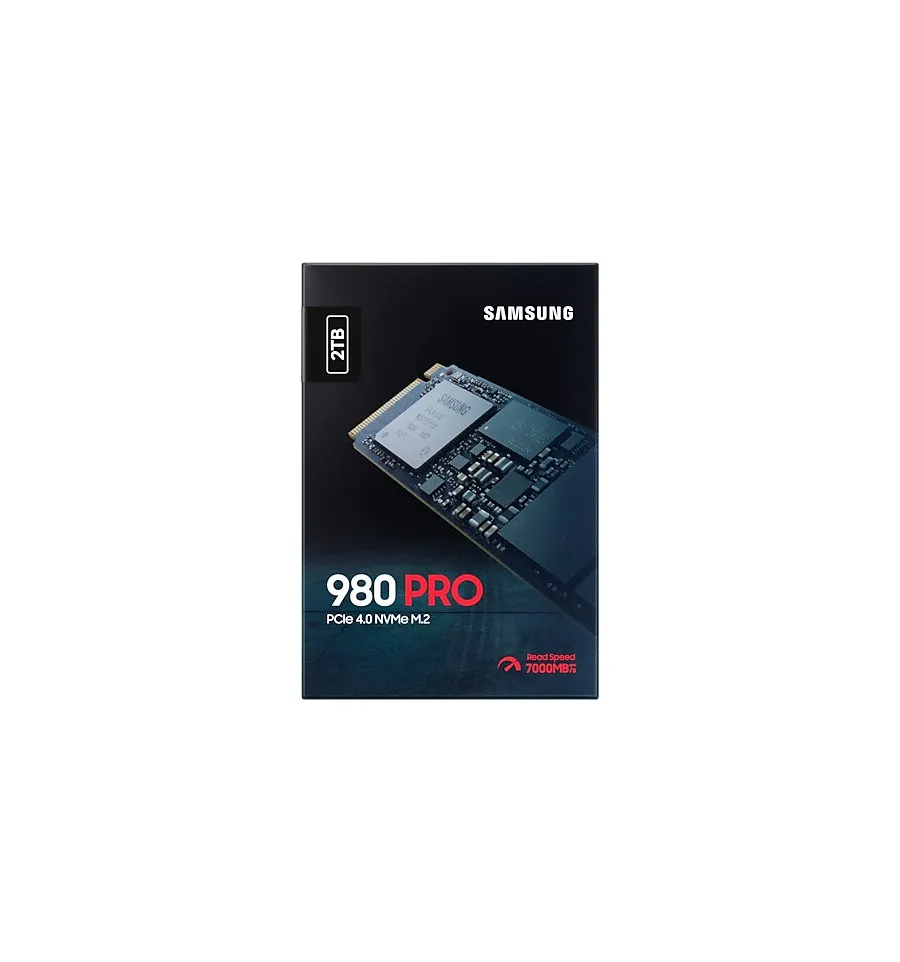 SAMSUNG
2TB
SAMSUNG
980 PRO
PCIe 4.0 NVMe M.2
Read Speed
7000MB/s